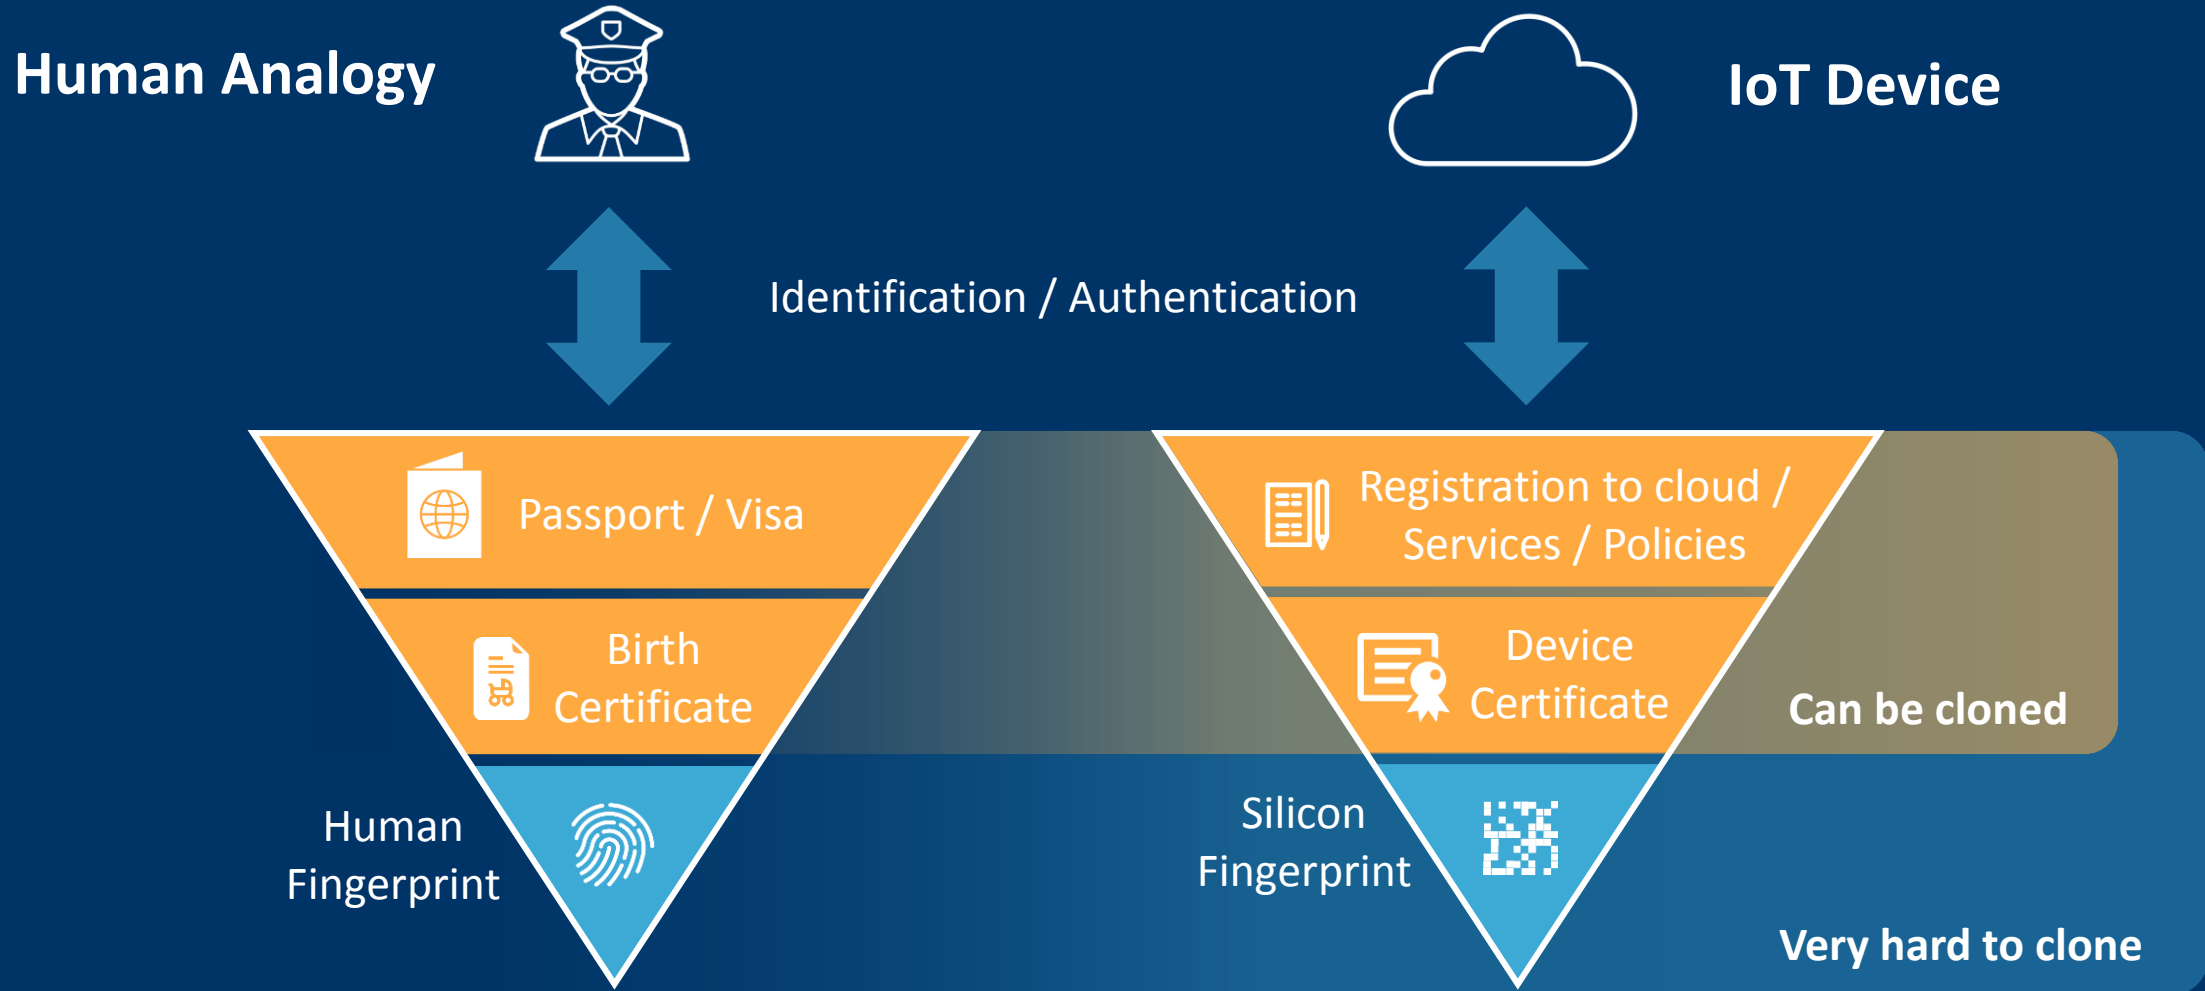 Human Analogy
IoT Device
Identification / Authentication
Passport / Visa
Registration to cloud /
Services / Policies
Birth
Certificate
Device
Certificate
Can be cloned
Human
Fingerprint
Silicon
Fingerprint
Very hard to clone